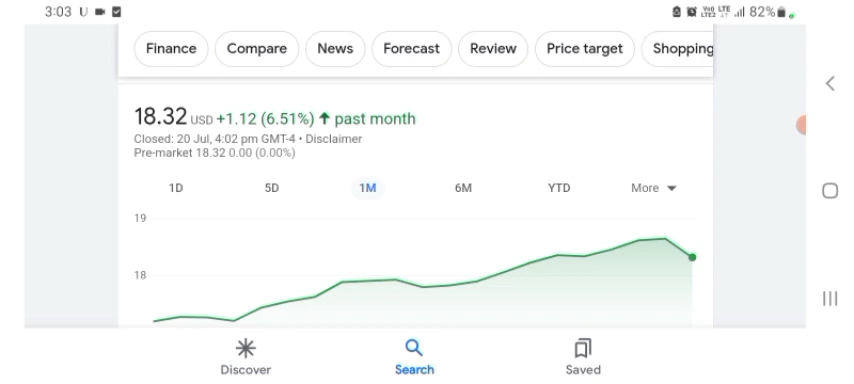 3:03 U
LTE2 LTE 82%
Finance Compare News Forecast Review Price target Shopping
18.32 USD +1.12 (6.51%) ↑ past month
Closed: 20 Jul, 4:02 pm GMT-4 • Disclaimer
Pre-market 18.32 0.00 (0.00%)
1D 5D 1M 6M YTD More
19
18
Discover Search Saved